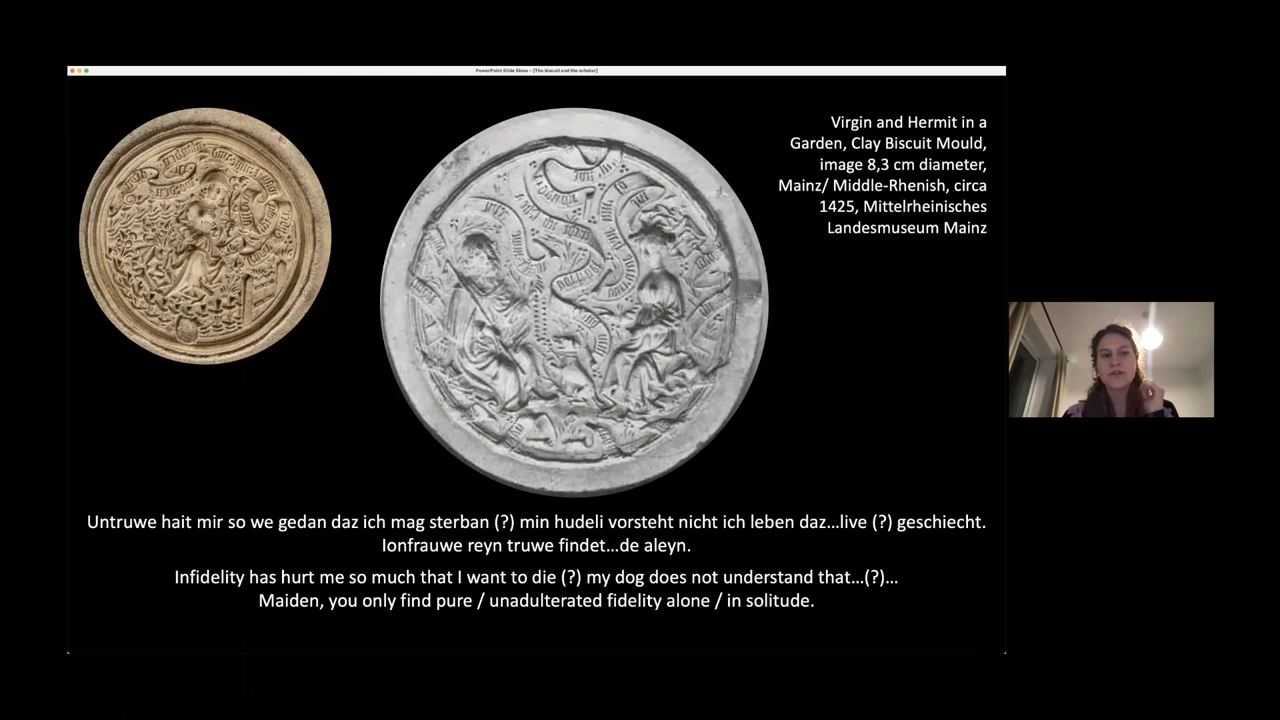 PowerPoint Slide Show - [The biscuit and the scholar]
Virgin and Hermit in a
Garden, Clay Biscuit Mould,
image 8,3 cm diameter,
Mainz/ Middle-Rhenish, circa
1425, Mittelrheinisches
Landesmuseum Mainz
Untruwe hait mir so we gedan daz ich mag sterban (?) min hudeli vorsteht nicht ich leben daz...live (?) geschiecht.
Ionfrauwe reyn truwe findet...de aleyn.
Infidelity has hurt me so much that I want to die (?) my dog does not understand that...(?)...
Maiden, you only find pure / unadulterated fidelity alone / in solitude.